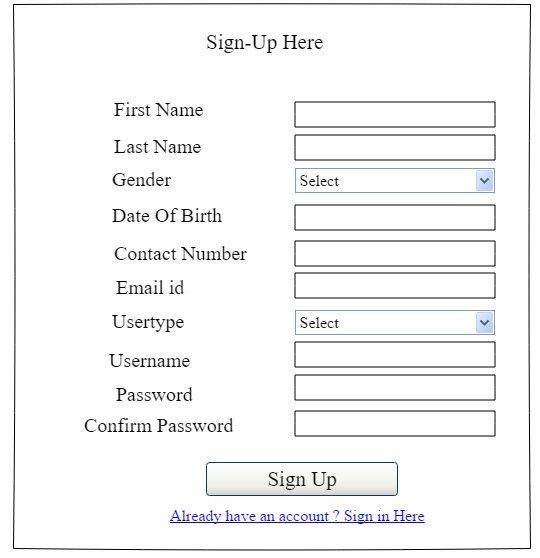 Sign-Up Here
First Name
Last Name
Gender Select
Date Of Birth
Contact Number
Email id
Usertype Select
Username
Password
Confirm Password
Sign Up
Already have an account ? Sign in Here